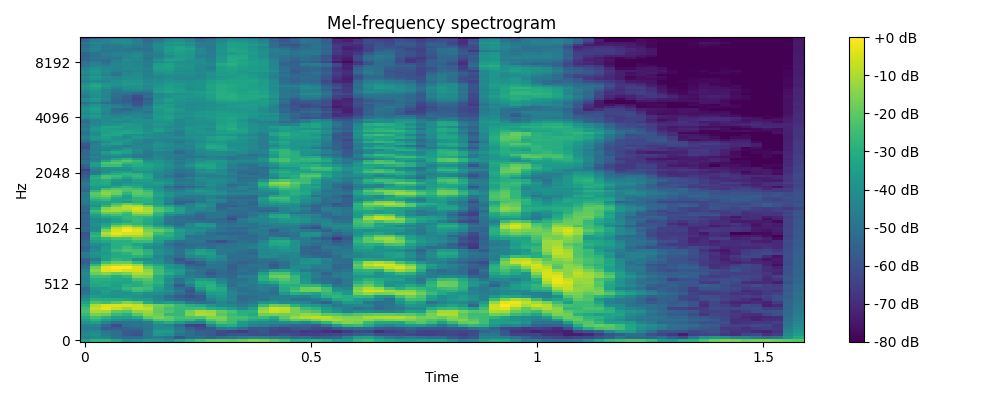 Mel-frequency spectrogram
Hz
8192
4096
2048
1024
512
0
0
0.5
1
1.5
Time
+0 dB
-10 dB
-20 dB
-30 dB
-40 dB
-50 dB
-60 dB
-70 dB
-80 dB